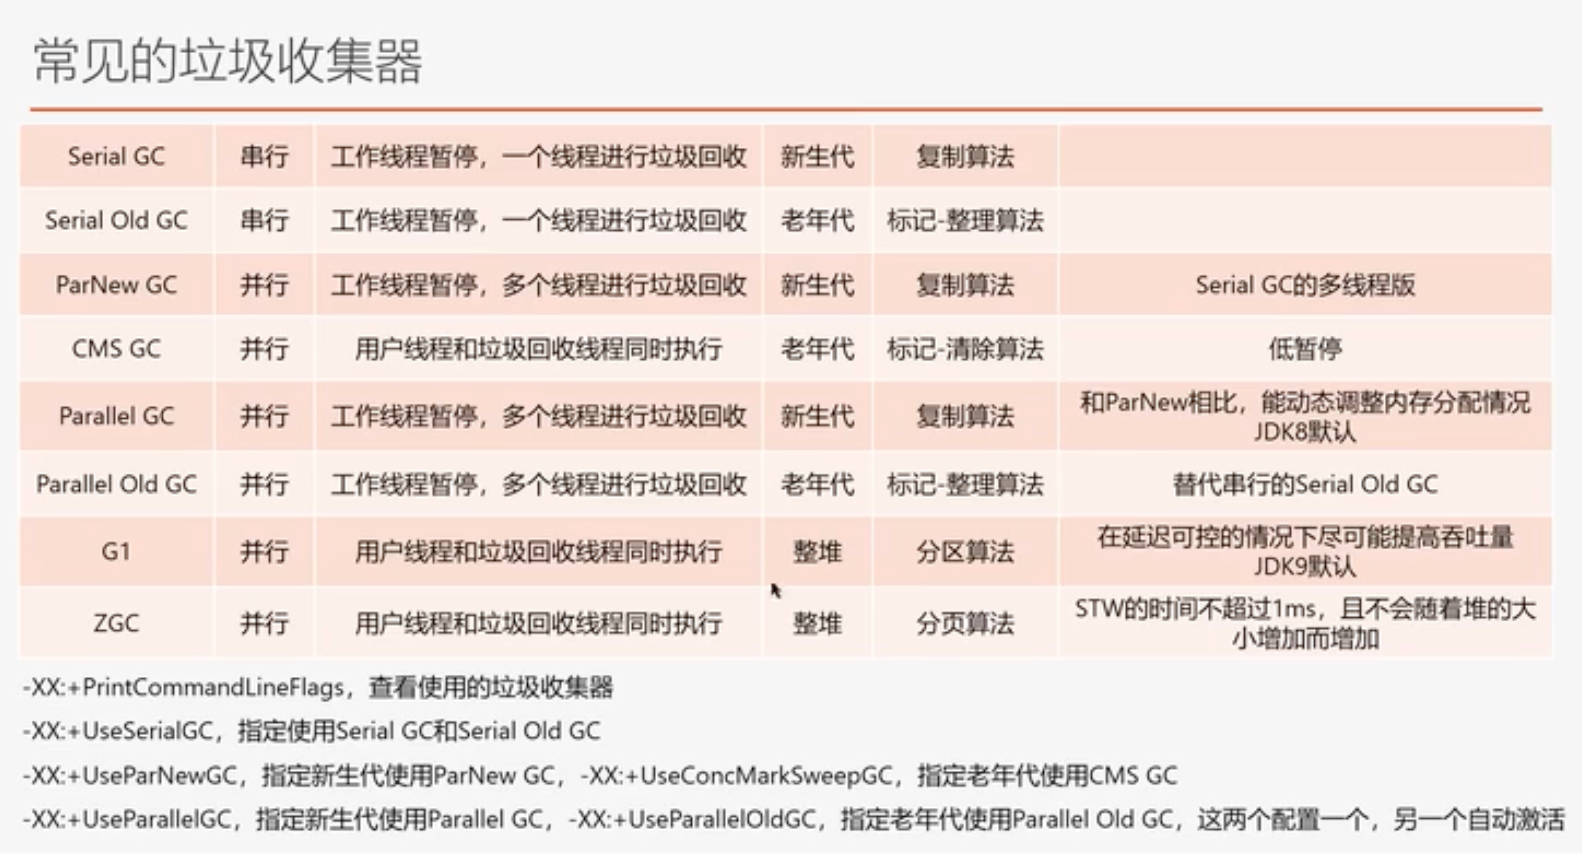 常见的垃圾收集器
Serial GC 串行 工作线程暂停，一个线程进行垃圾回收 新生代 复制算法
Serial Old GC 串行 工作线程暂停，一个线程进行垃圾回收 老年代 标记-整理算法
ParNew GC 并行 工作线程暂停，多个线程进行垃圾回收 新生代 复制算法 Serial GC的多线程版
CMS GC 并行 用户线程和垃圾回收线程同时执行 老年代 标记-清除算法 低暂停
Parallel GC 并行 工作线程暂停，多个线程进行垃圾回收 新生代 复制算法 和ParNew相比，能动态调整内存分配情况
JDK8默认
Parallel Old GC 并行 工作线程暂停，多个线程进行垃圾回收 老年代 标记-整理算法 替代串行的Serial Old GC
G1 并行 用户线程和垃圾回收线程同时执行 整堆 分区算法 在延迟可控的情况下尽可能提高吞吐量
JDK9默认
ZGC 并行 用户线程和垃圾回收线程同时执行 整堆 分页算法 STW的时间不超过1ms，且不会随着堆的大
小增加而增加
-XX:+PrintCommandLineFlags，查看使用的垃圾收集器
-XX:+UseSerialGC，指定使用Serial GC和Serial Old GC
-XX:+UseParNewGC，指定新生代使用ParNew GC，-XX:+UseConcMarkSweepGC，指定老年代使用CMS GC
-XX:+UseParallelGC，指定新生代使用Parallel GC，-XX:+UseParallelOldGC，指定老年代使用Parallel Old GC，这两个配置一个，另一个自动激活